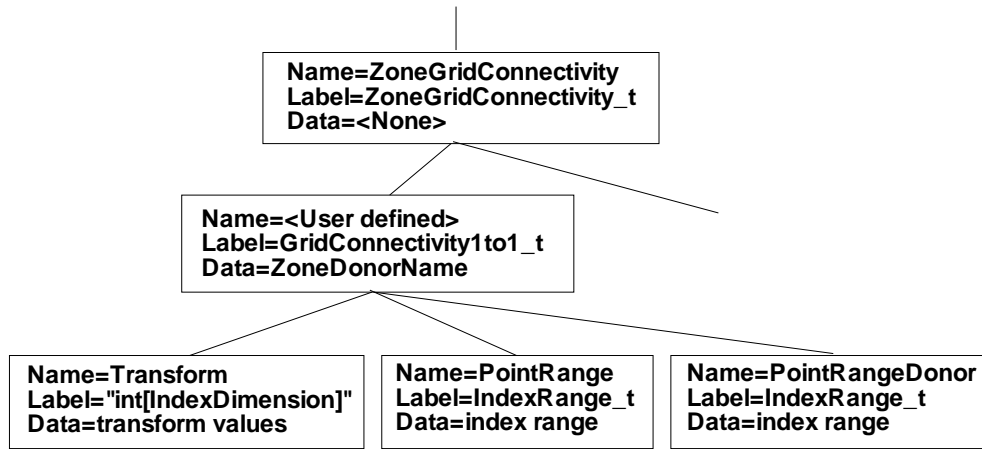 Name=ZoneGridConnectivity
Label=ZoneGridConnectivity_t
Data=<None>
Name=<User defined>
Label=GridConnectivity1to1_t
Data=ZoneDonorName
Name=Transform
Label="int[IndexDimension]"
Data=transform values
Name=PointRange
Label=IndexRange_t
Data=index range
Name=PointRangeDonor
Label=IndexRange_t
Data=index range